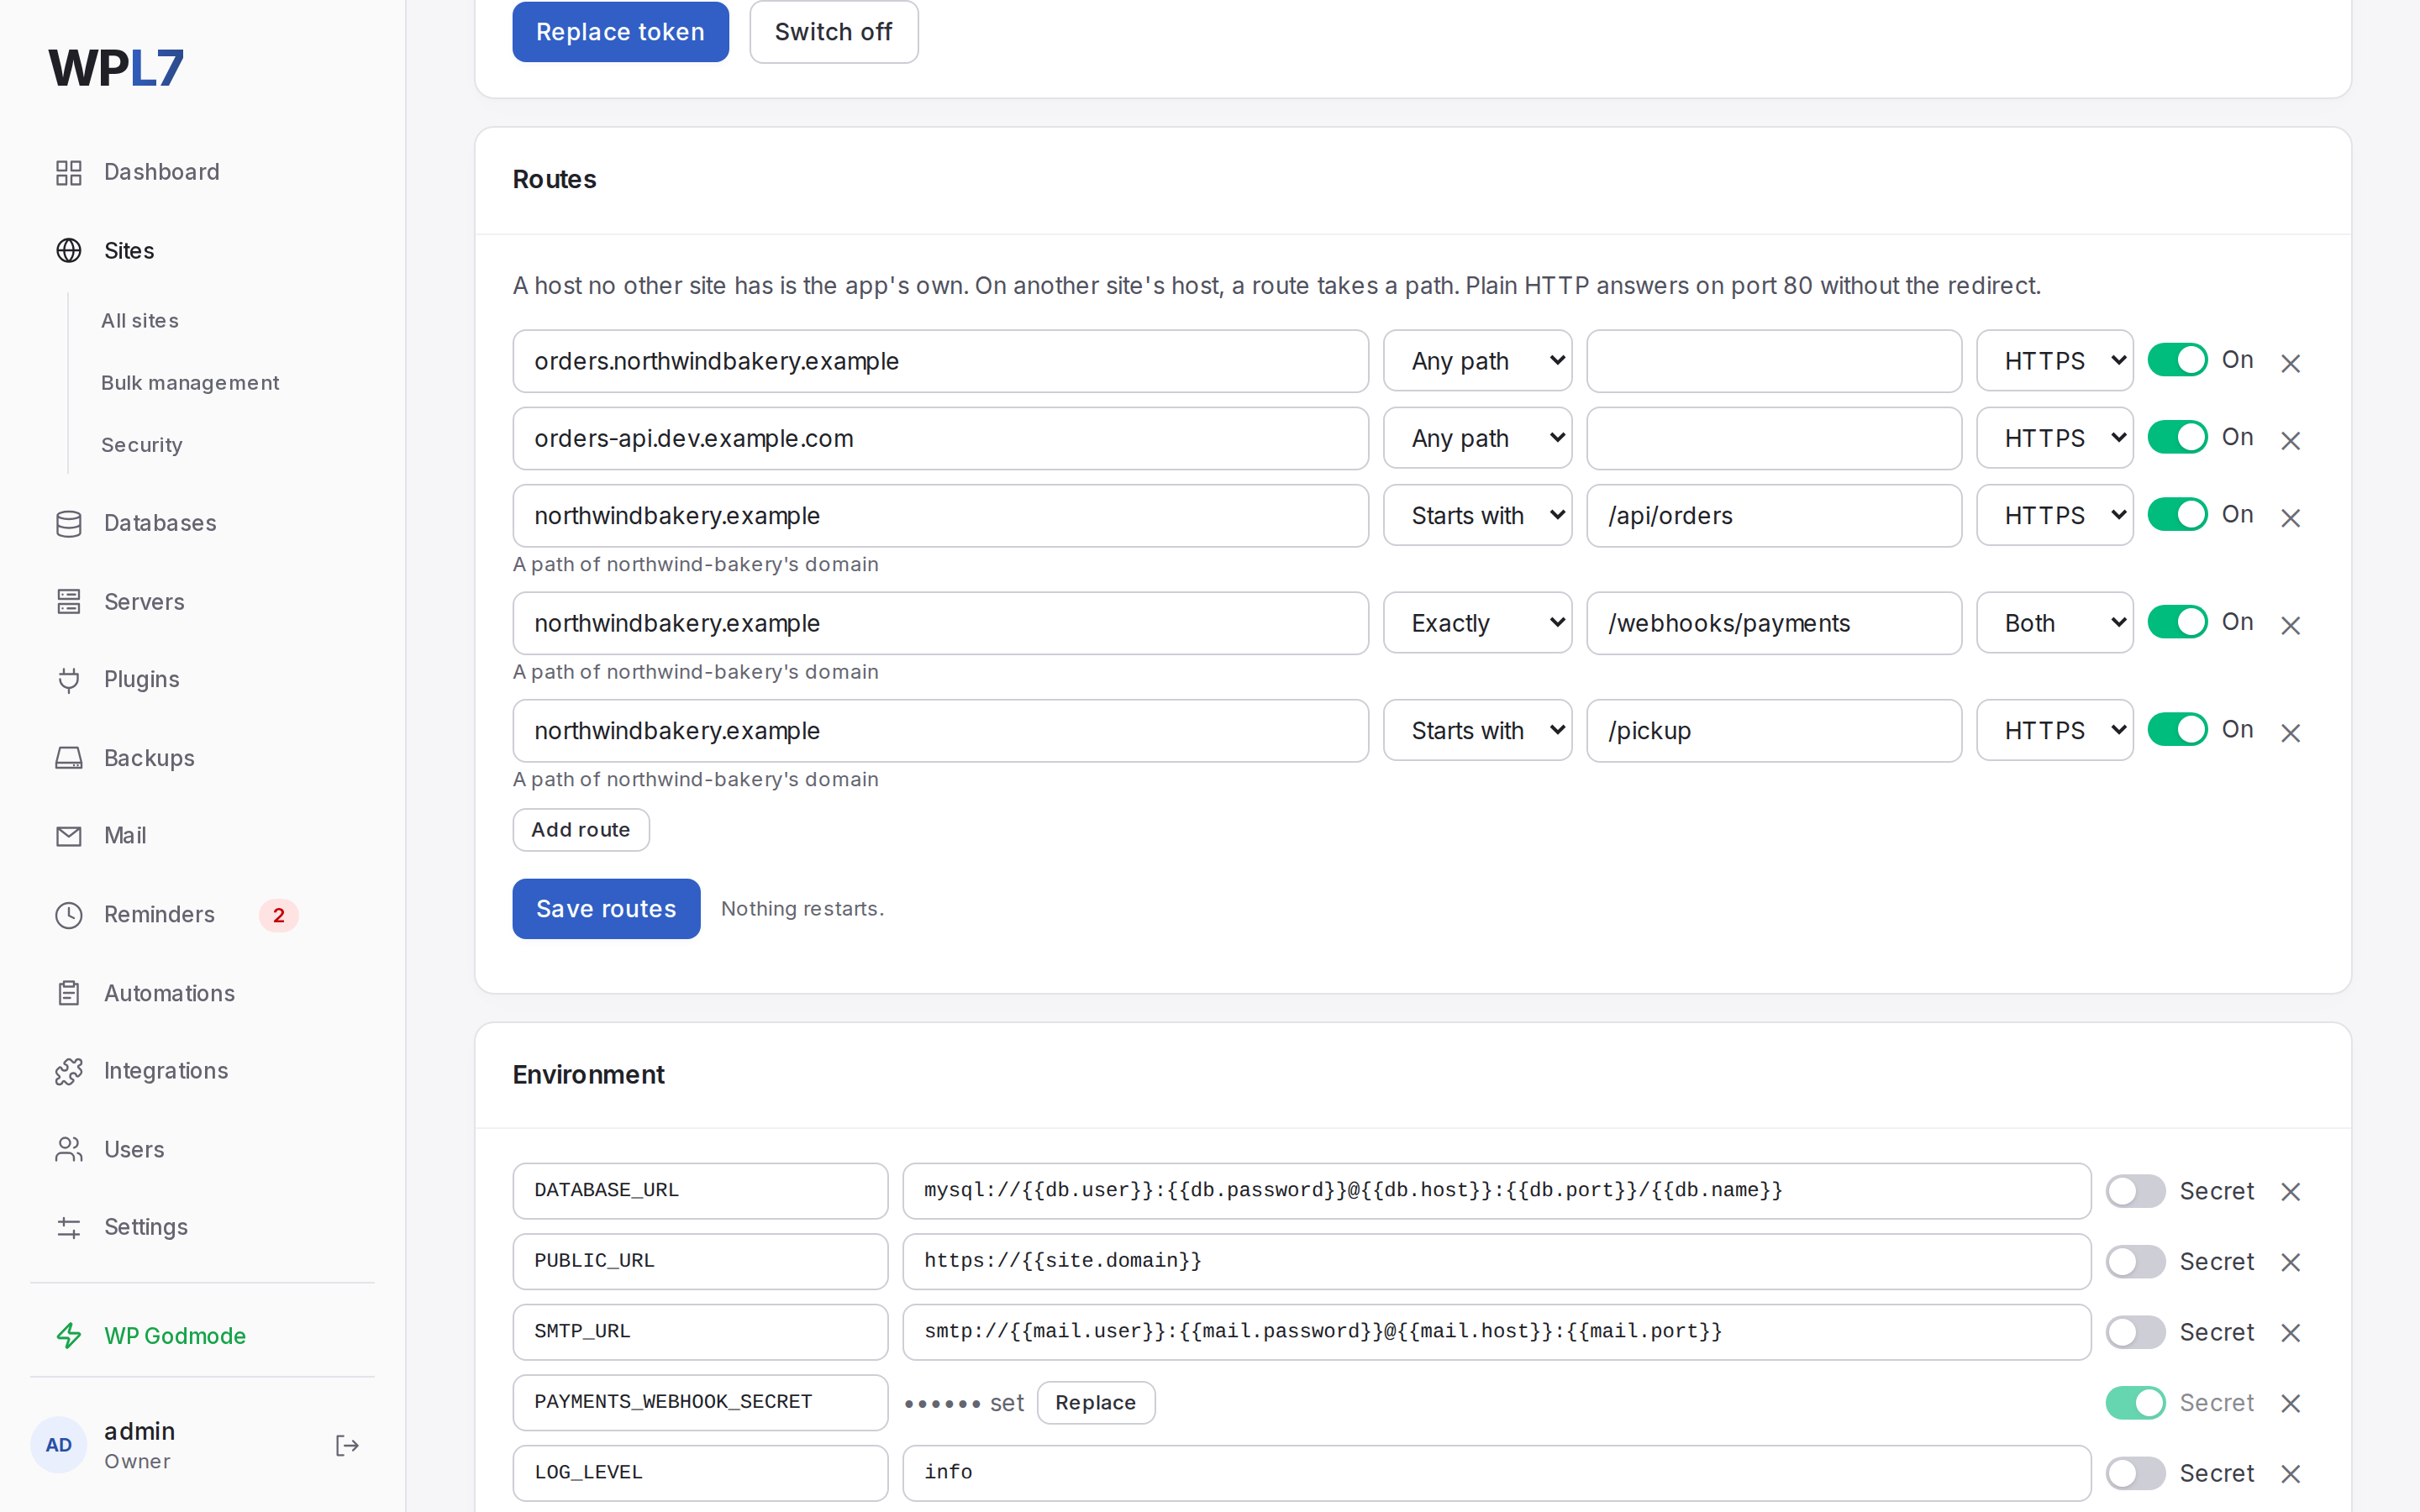 WPL7
Dashboard
Sites
All sites
Bulk management
Security
Databases
Servers
Plugins
Backups
Mail
Reminders 2
Automations
Integrations
Users
Settings
WP Godmode
AD admin
Owner
Replace token Switch off
Routes
A host no other site has is the app's own. On another site's host, a route takes a path. Plain HTTP answers on port 80 without the redirect.
orders.northwindbakery.example Any path HTTPS On
orders-api.dev.example.com Any path HTTPS On
northwindbakery.example Starts with /api/orders HTTPS On
A path of northwind-bakery's domain
northwindbakery.example Exactly /webhooks/payments Both On
A path of northwind-bakery's domain
northwindbakery.example Starts with /pickup HTTPS On
A path of northwind-bakery's domain
Add route
Save routes Nothing restarts.
Environment
DATABASE_URL mysql://{{db.user}}:{{db.password}}@{{db.host}}:{{db.port}}/{{db.name}} Secret
PUBLIC_URL https://{{site.domain}} Secret
SMTP_URL smtp://{{mail.user}}:{{mail.password}}@{{mail.host}}:{{mail.port}} Secret
PAYMENTS_WEBHOOK_SECRET •••••• set Replace Secret
LOG_LEVEL info Secret